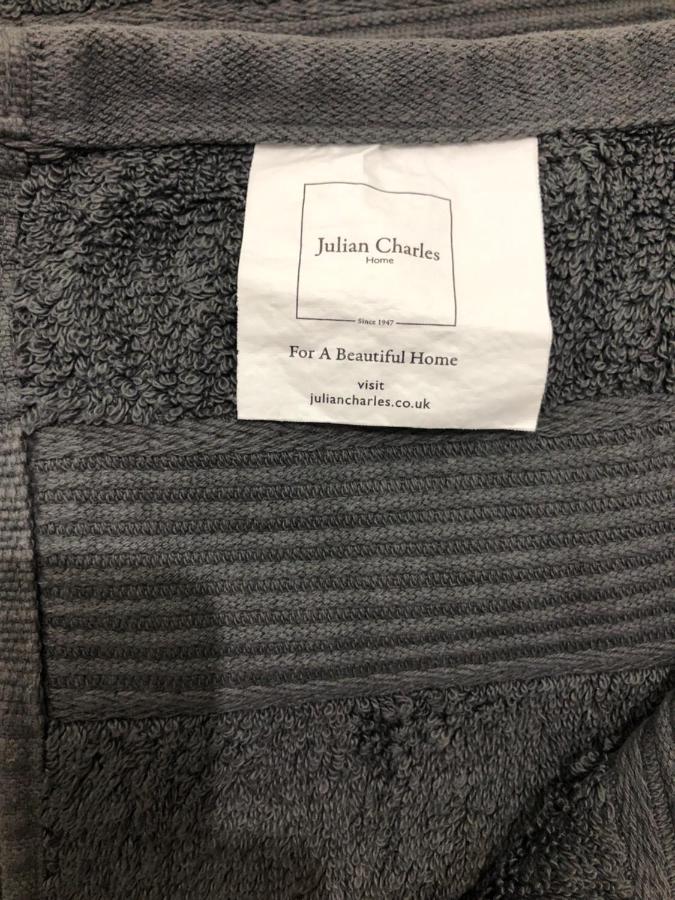 Julian Charles
Home
Since 1947
For A Beautiful Home
visit
juliancharles.co.uk